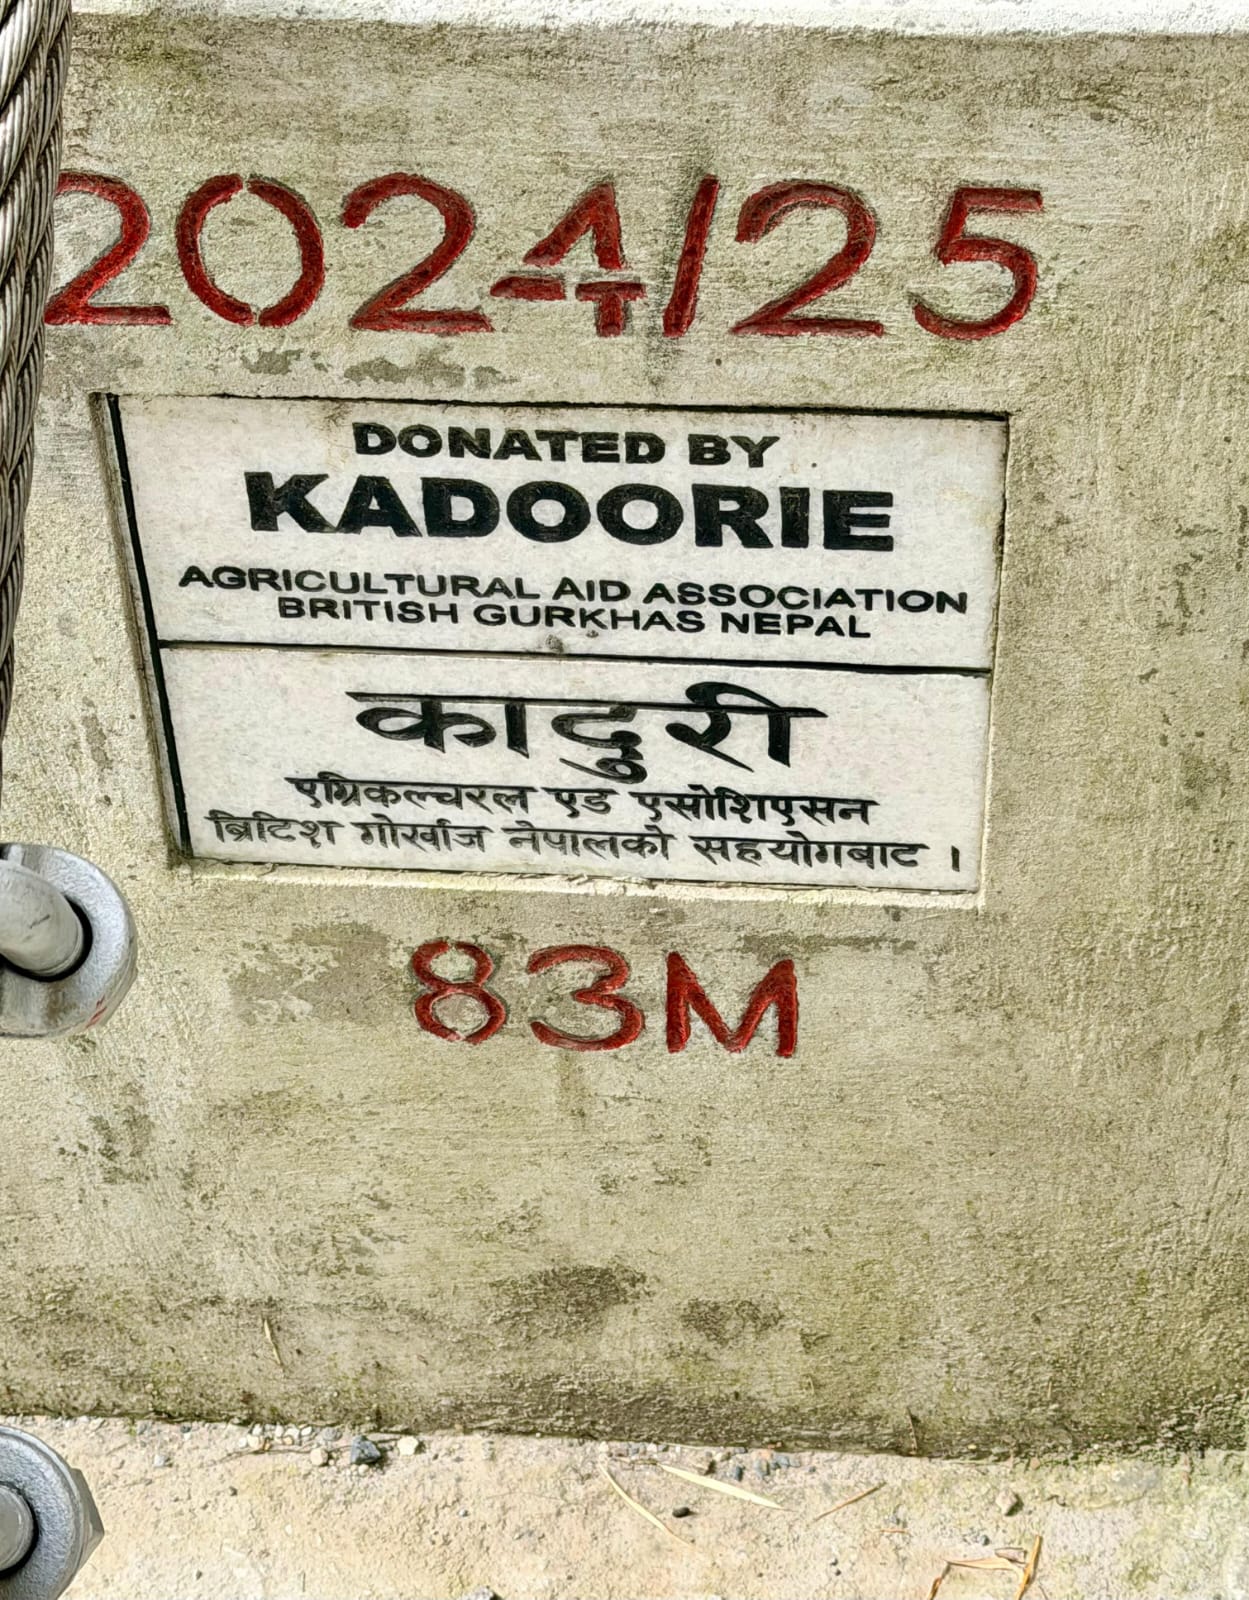 2024/25
DONATED BY
KADOORIE
AGRICULTURAL AID ASSOCIATION
BRITISH GURKHAS NEPAL
कादुरी
एग्रिकल्चरल एड एसोशिएसन
ब्रिटिश गोर्खाज नेपालको सहयोगबाट ।
83M